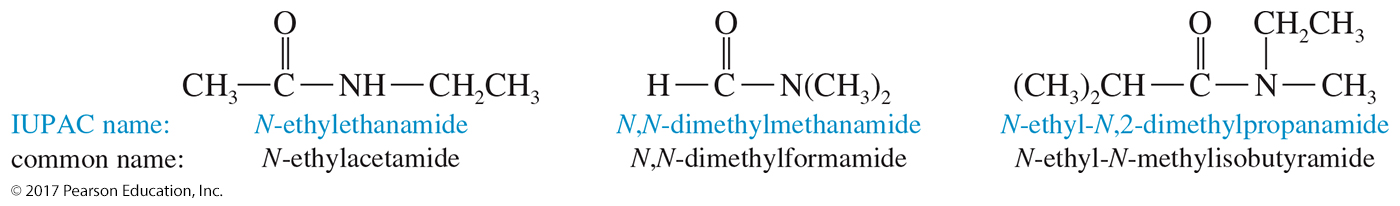 O O O CH₂CH₃
CH₃—C—NH—CH₂CH₃ H—C—N(CH₃)₂ (CH₃)₂CH—C—N—CH₃
IUPAC name: N-ethylethanamide N,N-dimethylmethanamide N-ethyl-N,2-dimethylpropanamide
common name: N-ethylacetamide N,N-dimethylformamide N-ethyl-N-methylisobutyramide
© 2017 Pearson Education, Inc.